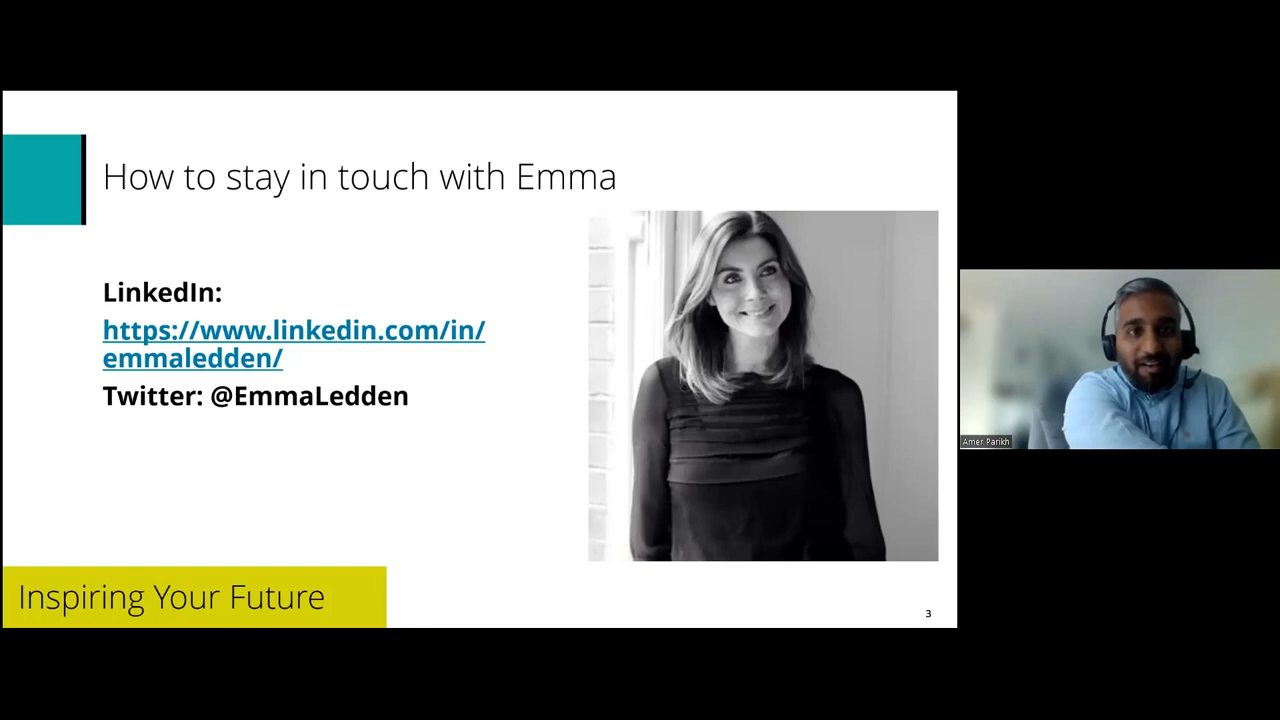 How to stay in touch with Emma
LinkedIn:
https://www.linkedin.com/in/
emmaledden/
Twitter: @EmmaLedden
Amer Parikh
Inspiring Your Future
3